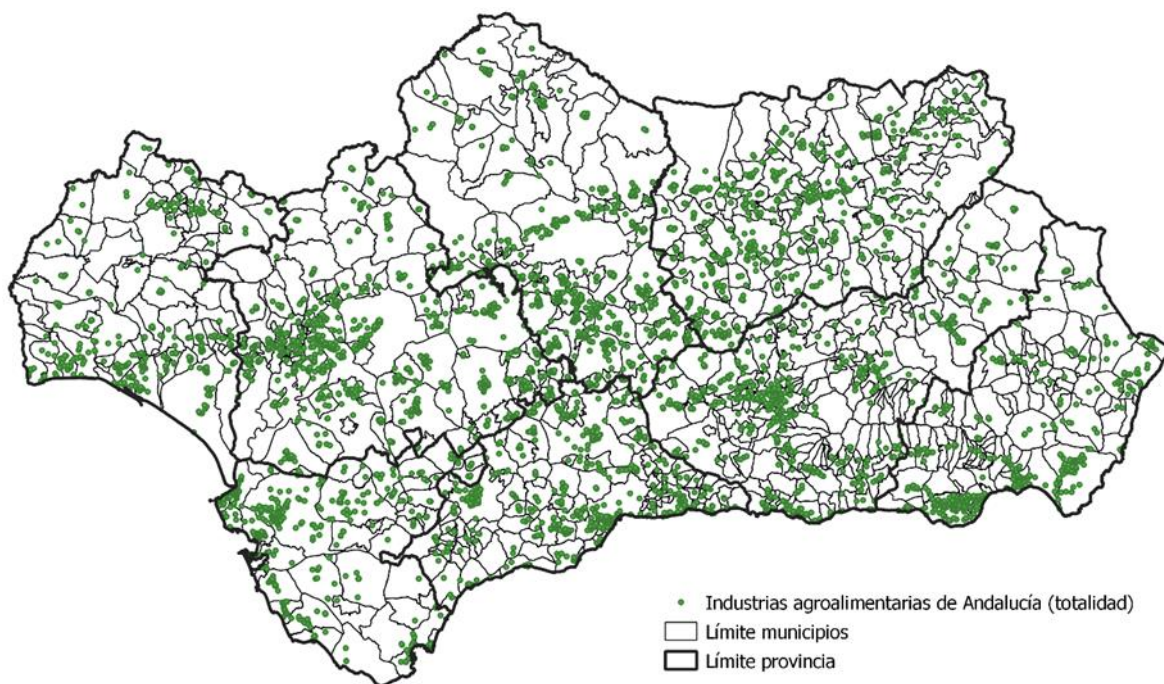 Industrias agroalimentarias de Andalucía (totalidad)
Límite municipios
Límite provincia